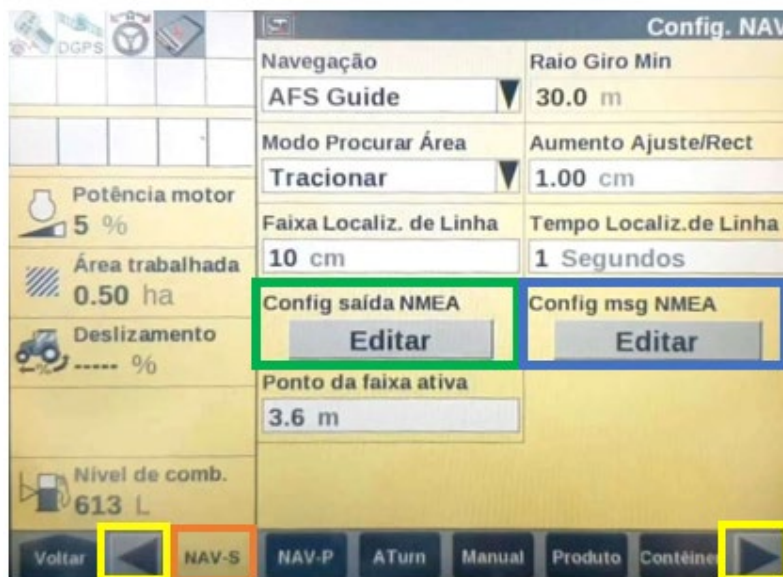 DGPS
Config. NAV
Navegação
Raio Giro Min
AFS Guide
30.0 m
Modo Procurar Área
Aumento Ajuste/Rect
Tracionar
1.00 cm
Potência motor
5 %
Faixa Localiz. de Linha
Tempo Localiz.de Linha
10 cm
1 Segundos
Área trabalhada
0.50 ha
Config saída NMEA
Config msg NMEA
Editar
Editar
Deslizamento
----- %
Ponto da faixa ativa
3.6 m
Nível de comb.
613 L
Voltar
NAV-S
NAV-P
ATurn
Manual
Produto
Contêine